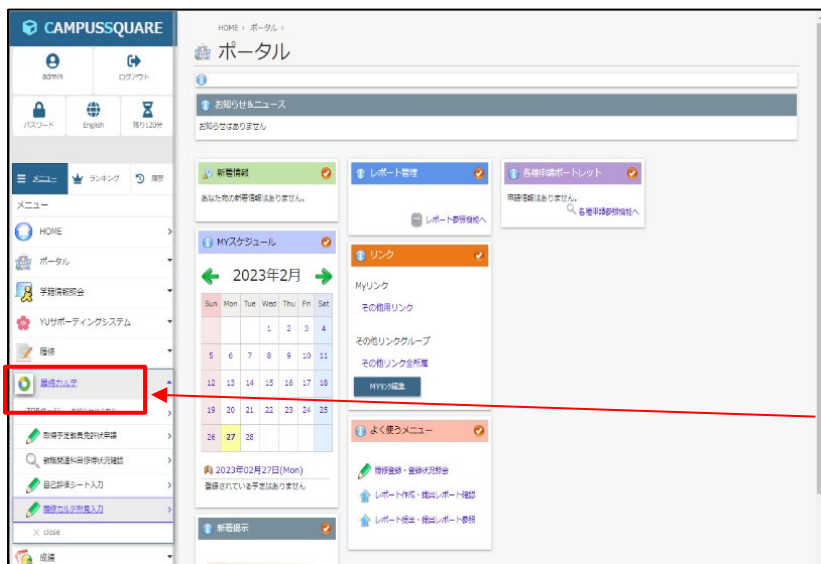 CAMPUSSQUARE
admin
ログアウト
パスワード
English
残り120分
メニュー
ランキング
履歴
メニュー
HOME
ポータル
学籍情報照会
YUサポーティングシステム
履修
履修カルテ
取得予定教員免許状申請
教職関連科目修得状況確認
自己評価シート入力
履修カルテ所見入力
× close
成績
HOME › ポータル ›
ポータル
お知らせ&ニュース
お知らせはありません
新着情報
あなた宛の新着情報はありません。
MYスケジュール
2023年2月
Sun Mon Tue Wed Thu Fri Sat
1 2 3 4
5 6 7 8 9 10 11
12 13 14 15 16 17 18
19 20 21 22 23 24 25
26 27 28
2023年02月27日(Mon)
登録されている予定はありません
新着掲示
レポート管理
レポート参照機能へ
リンク
Myリンク
その他用リンク
その他リンクグループ
その他リンク全所属
MYリンク編集
よく使うメニュー
履修登録・登録状況照会
レポート作成・提出レポート確認
レポート提出・提出レポート参照
各種申請ポートレット
申請情報はありません。
各種申請参照機能へ